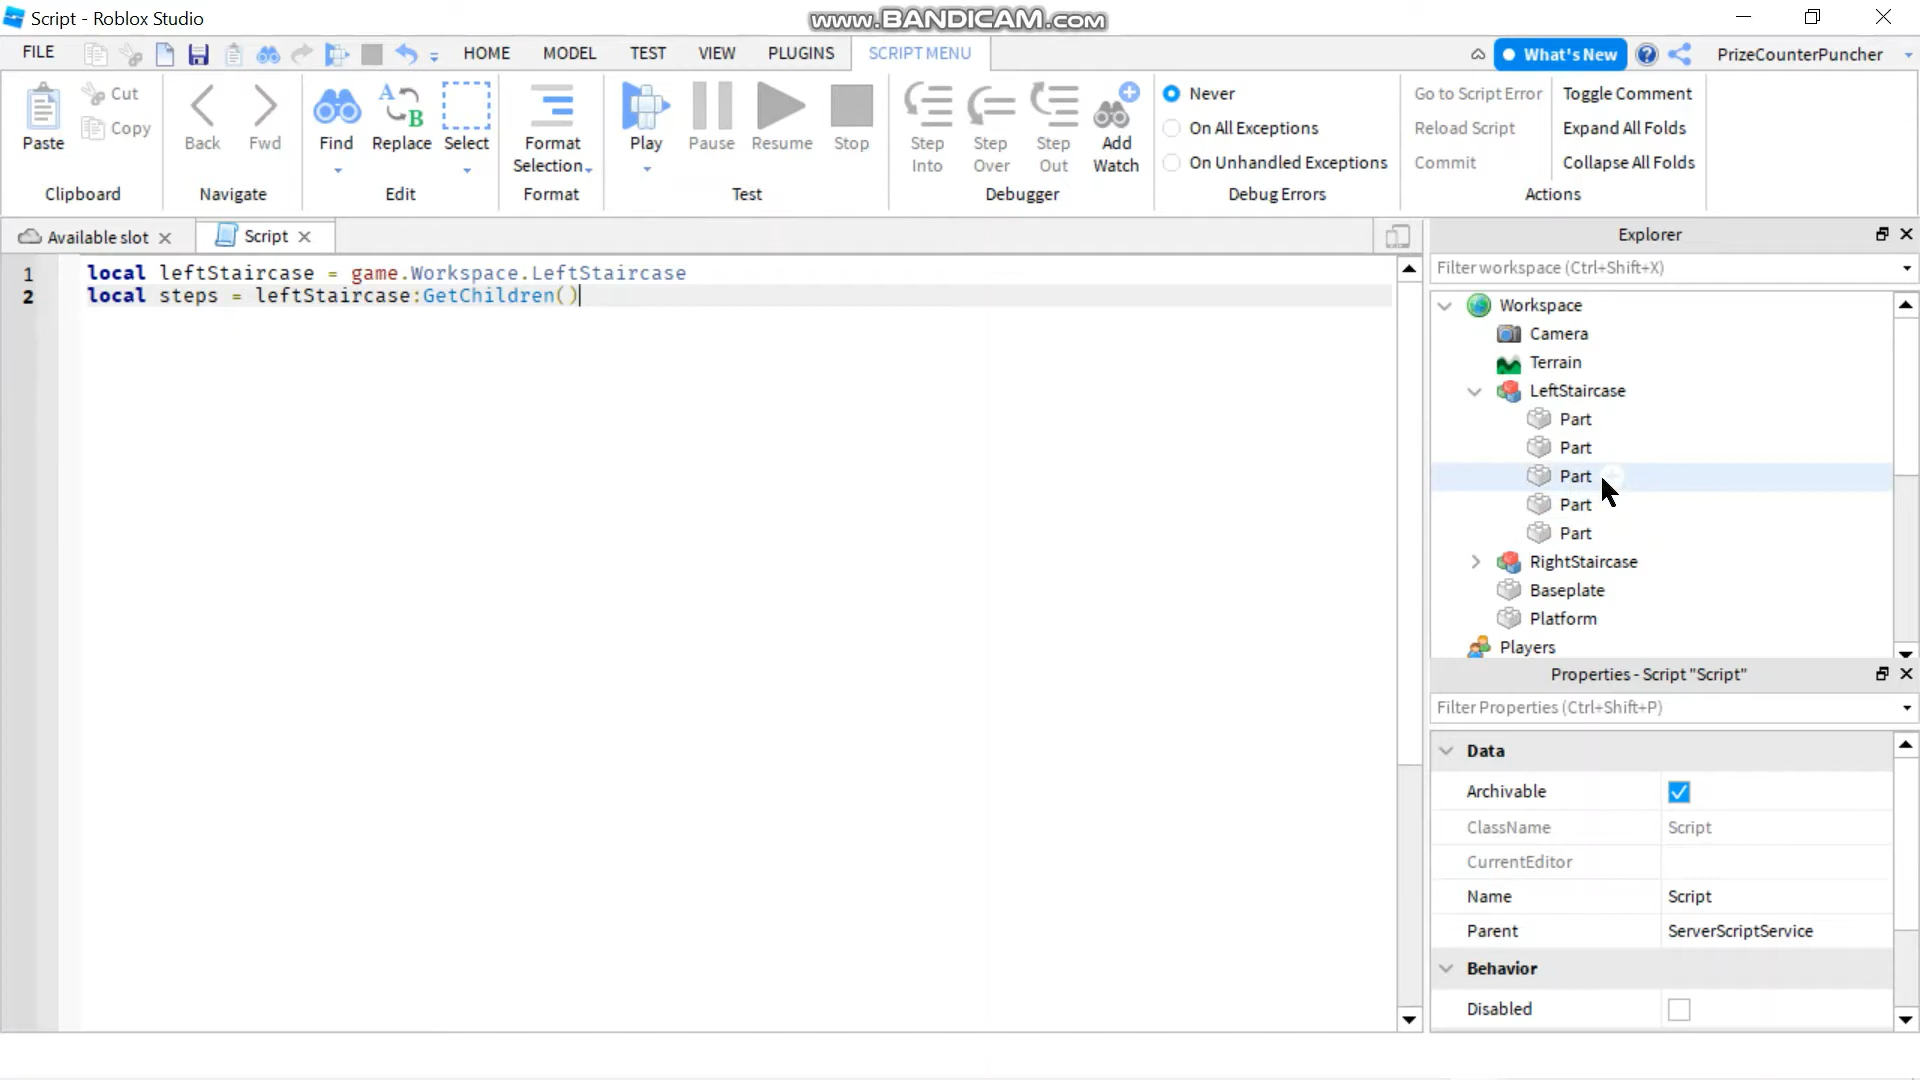 Script - Roblox Studio
www.BANDICAM.com
FILE
HOME
MODEL
TEST
VIEW
PLUGINS
SCRIPT MENU
What's New
PrizeCounterPuncher
Paste
Cut
Copy
Clipboard
Back
Fwd
Navigate
Find
Replace
Select
Edit
Format
Selection
Format
Play
Pause
Resume
Stop
Test
Step
Into
Step
Over
Step
Out
Add
Watch
Debugger
Never
On All Exceptions
On Unhandled Exceptions
Debug Errors
Go to Script Error
Reload Script
Commit
Toggle Comment
Expand All Folds
Collapse All Folds
Actions
Available slot
Script
1 local leftStaircase = game.Workspace.LeftStaircase
2 local steps = leftStaircase:GetChildren()
Explorer
Filter workspace (Ctrl+Shift+X)
Workspace
Camera
Terrain
LeftStaircase
Part
Part
Part
Part
Part
RightStaircase
Baseplate
Platform
Players
Properties - Script "Script"
Filter Properties (Ctrl+Shift+P)
Data
Archivable
ClassName Script
CurrentEditor
Name Script
Parent ServerScriptService
Behavior
Disabled